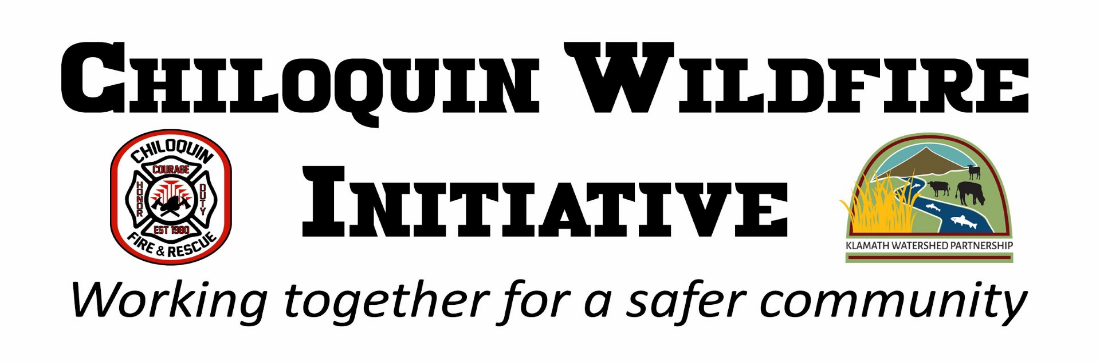 CHILOQUIN WILDFIRE
INITIATIVE
CHILOQUIN
COURAGE
HONOR
DUTY
EST 1980
FIRE & RESCUE
KLAMATH WATERSHED PARTNERSHIP
Working together for a safer community